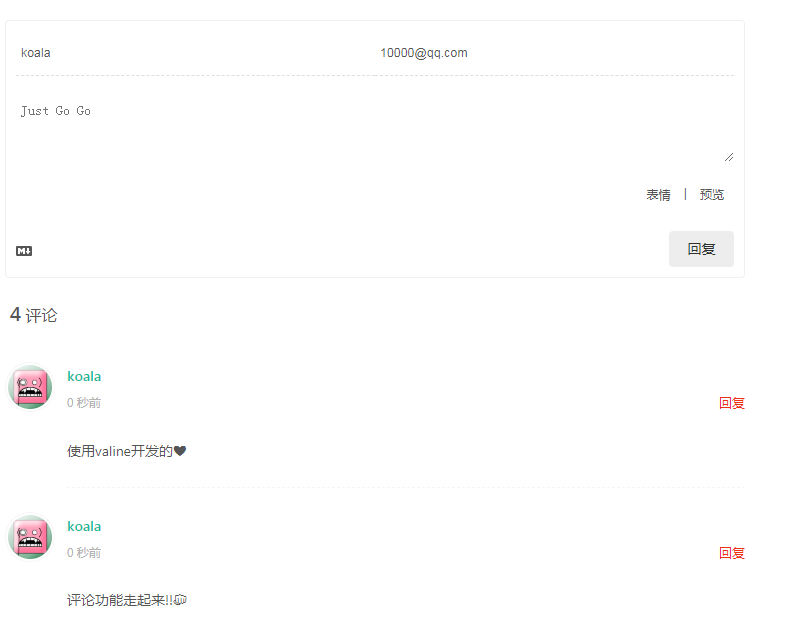 koala 10000@qq.com
Just Go Go
表情 | 预览
M↓ 回复
4 评论
koala
0 秒前 回复
使用valine开发的♥
koala
0 秒前 回复
评论功能走起来!!